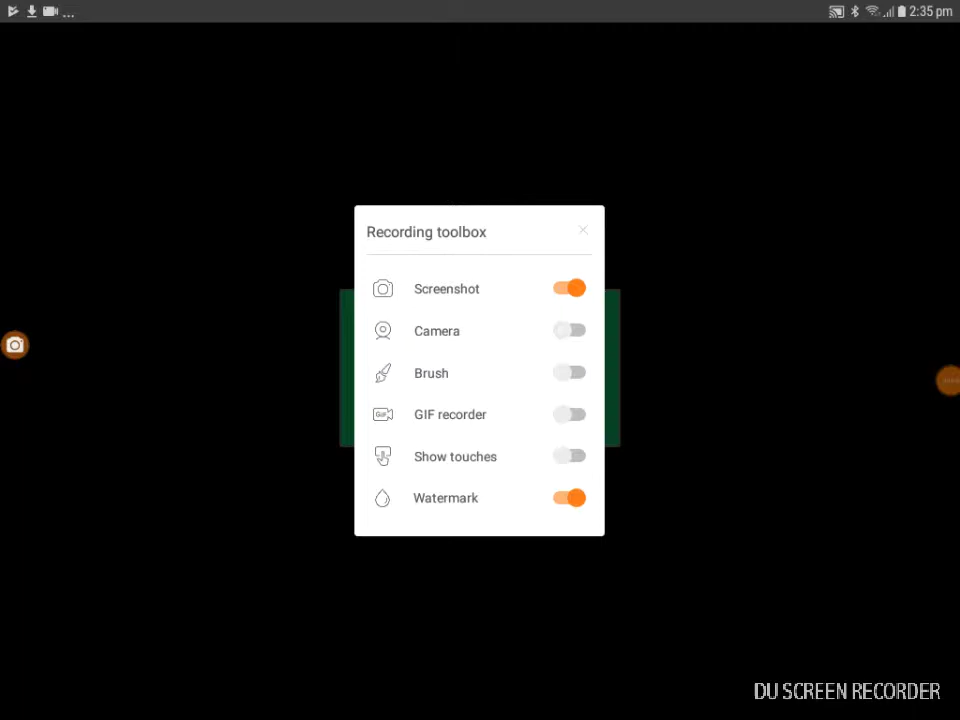 ...
2:35 pm
Recording toolbox
Screenshot
Camera
Brush
GIF recorder
Show touches
Watermark
DU SCREEN RECORDER